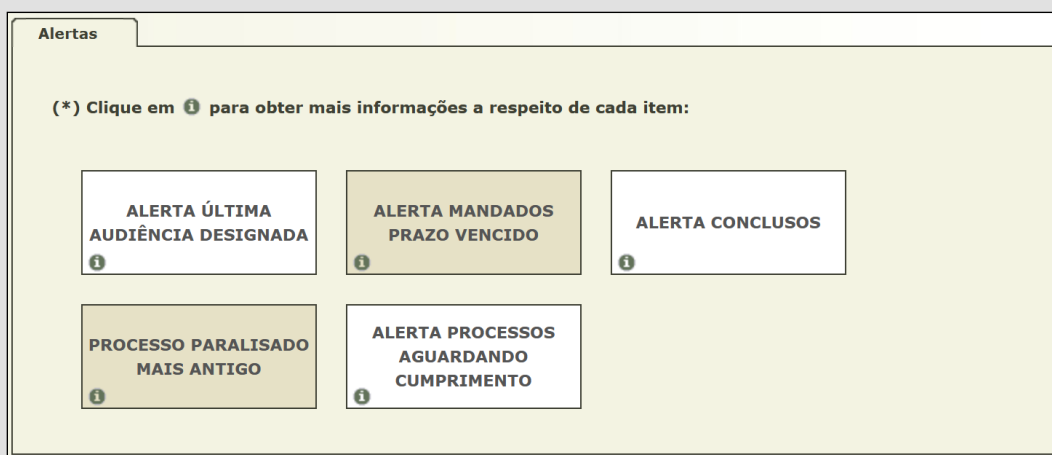 Alertas
(*) Clique em para obter mais informações a respeito de cada item:
ALERTA ÚLTIMA
AUDIÊNCIA DESIGNADA
ALERTA MANDADOS
PRAZO VENCIDO
ALERTA CONCLUSOS
PROCESSO PARALISADO
MAIS ANTIGO
ALERTA PROCESSOS
AGUARDANDO
CUMPRIMENTO